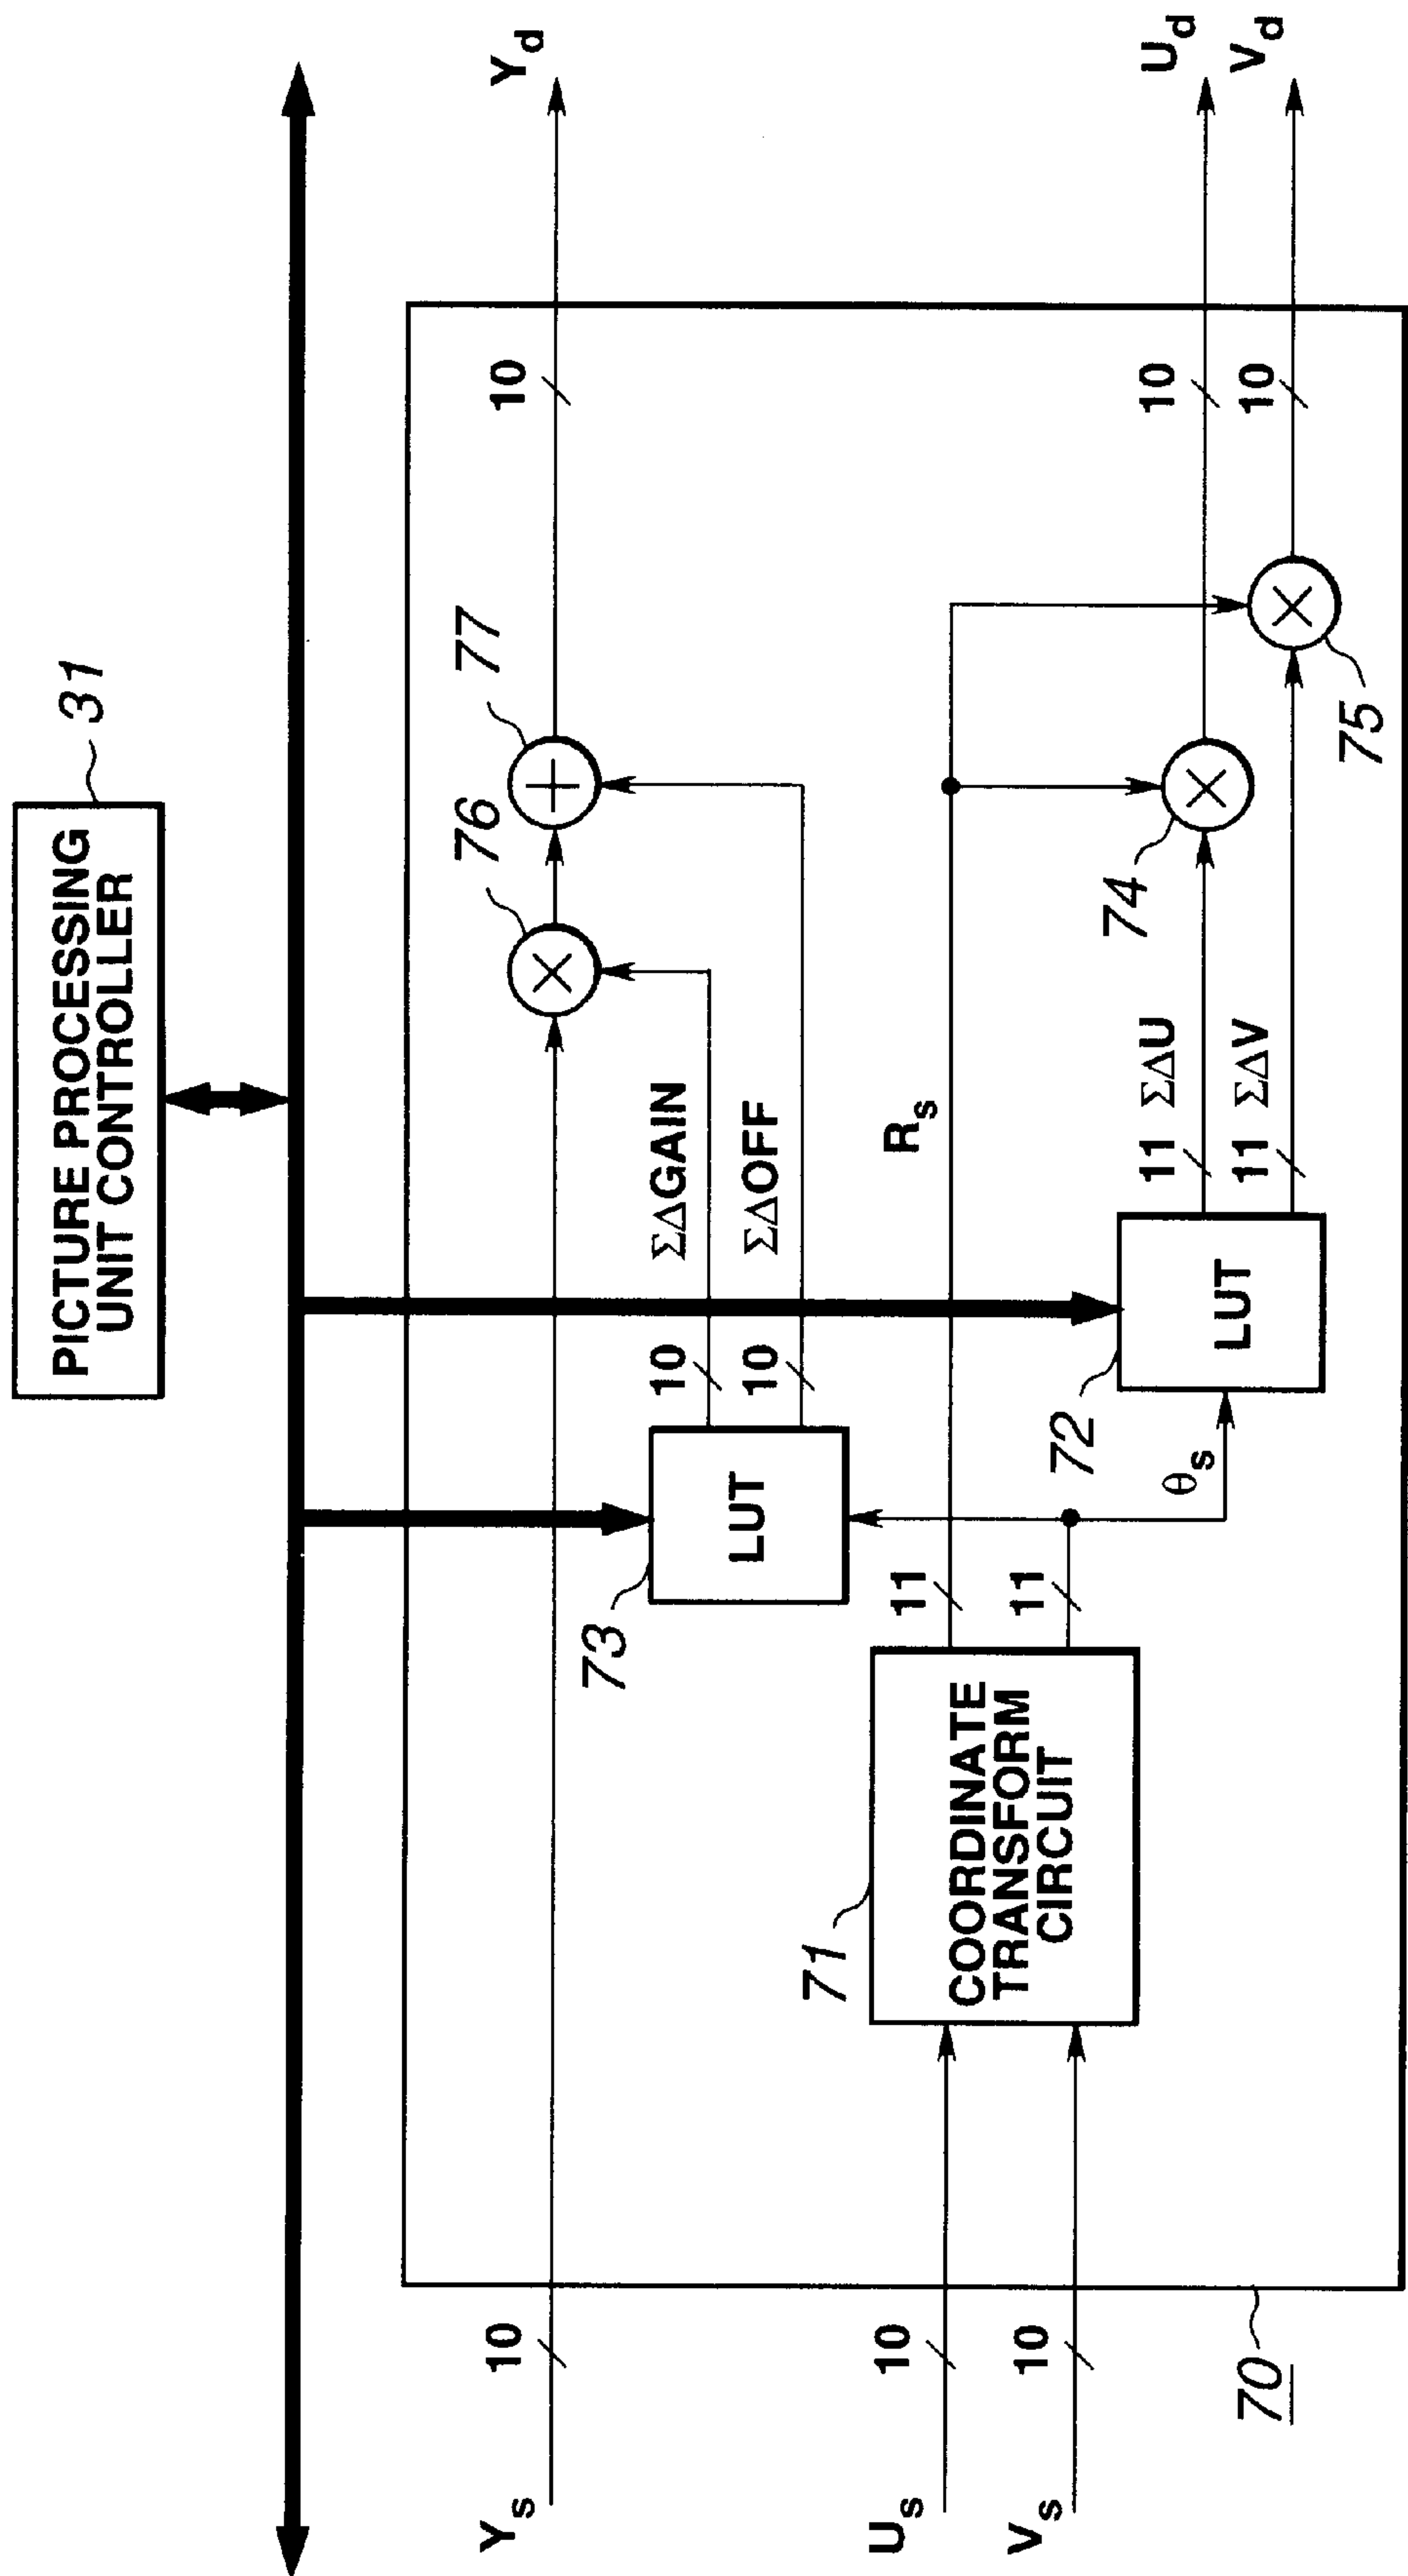 PICTURE PROCESSING
UNIT CONTROLLER
31
Y_s
10
76
77
10
Y_d
73
LUT
10
ΣΔGAIN
10
ΣΔOFF
U_s
10
V_s
10
71
COORDINATE
TRANSFORM
CIRCUIT
11
R_s
11
θ_s
72
LUT
11 ΣΔU
11 ΣΔV
74
75
10
U_d
10
V_d
70